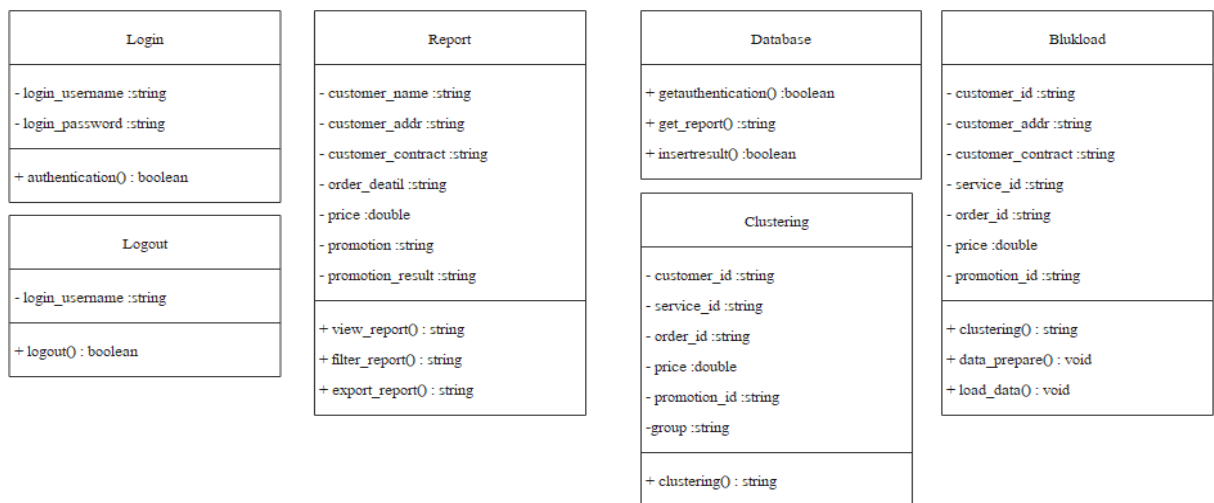 Login
- login_username :string
- login_password :string
+ authentication() : boolean
Logout
- login_username :string
+ logout() : boolean
Report
- customer_name :string
- customer_addr :string
- customer_contract :string
- order_deatil :string
- price :double
- promotion :string
- promotion_result :string
+ view_report() : string
+ filter_report() : string
+ export_report() : string
Database
+ getauthentication() :boolean
+ get_report() :string
+ insertresult() :boolean
Clustering
- customer_id :string
- service_id :string
- order_id :string
- price :double
- promotion_id :string
-group :string
+ clustering() : string
Blukload
- customer_id :string
- customer_addr :string
- customer_contract :string
- service_id :string
- order_id :string
- price :double
- promotion_id :string
+ clustering() : string
+ data_prepare() : void
+ load_data() : void